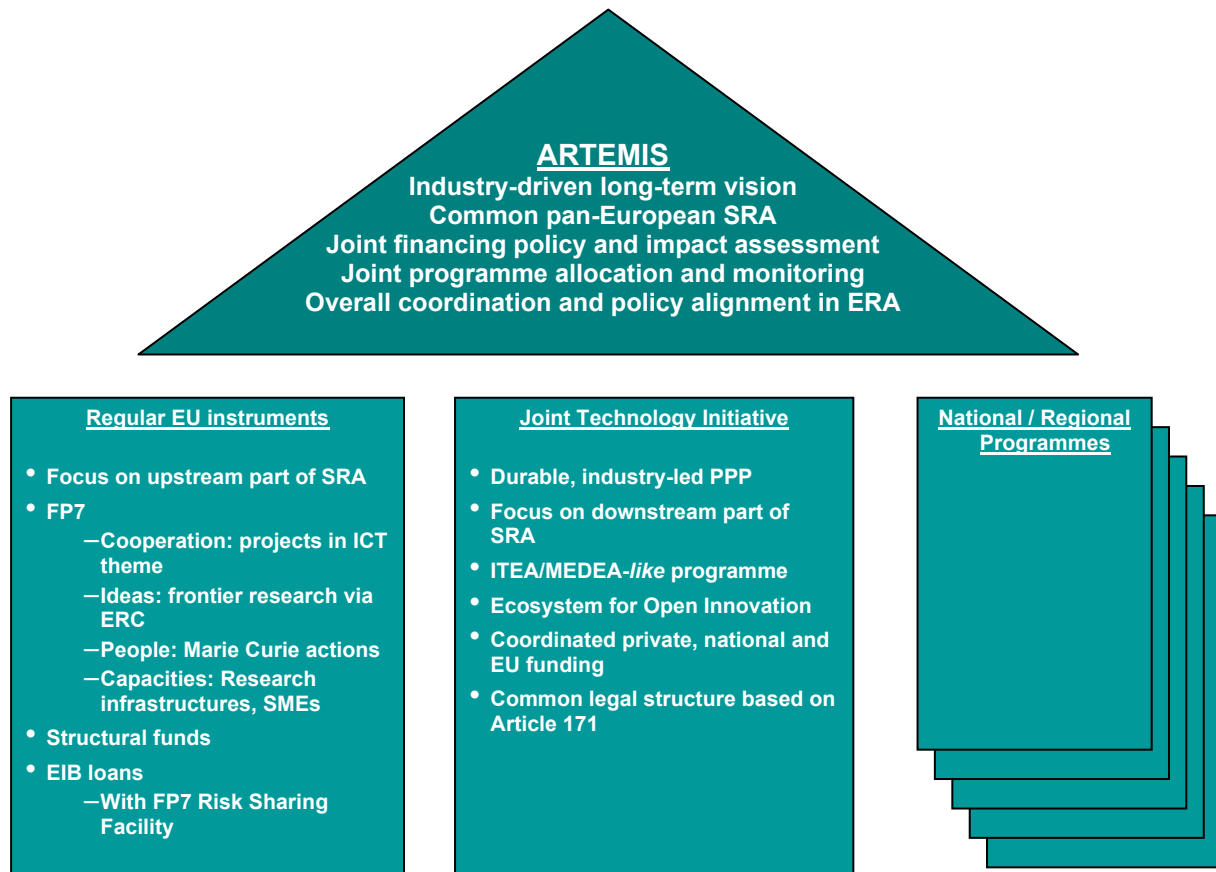 ARTEMIS
Industry-driven long-term vision
Common pan-European SRA
Joint financing policy and impact assessment
Joint programme allocation and monitoring
Overall coordination and policy alignment in ERA
Regular EU instruments
• Focus on upstream part of SRA
• FP7
–Cooperation: projects in ICT
theme
–Ideas: frontier research via
ERC
–People: Marie Curie actions
–Capacities: Research
infrastructures, SMEs
• Structural funds
• EIB loans
–With FP7 Risk Sharing
Facility
Joint Technology Initiative
• Durable, industry-led PPP
• Focus on downstream part of
SRA
• ITEA/MEDEA-like programme
• Ecosystem for Open Innovation
• Coordinated private, national and
EU funding
• Common legal structure based on
Article 171
National / Regional
Programmes